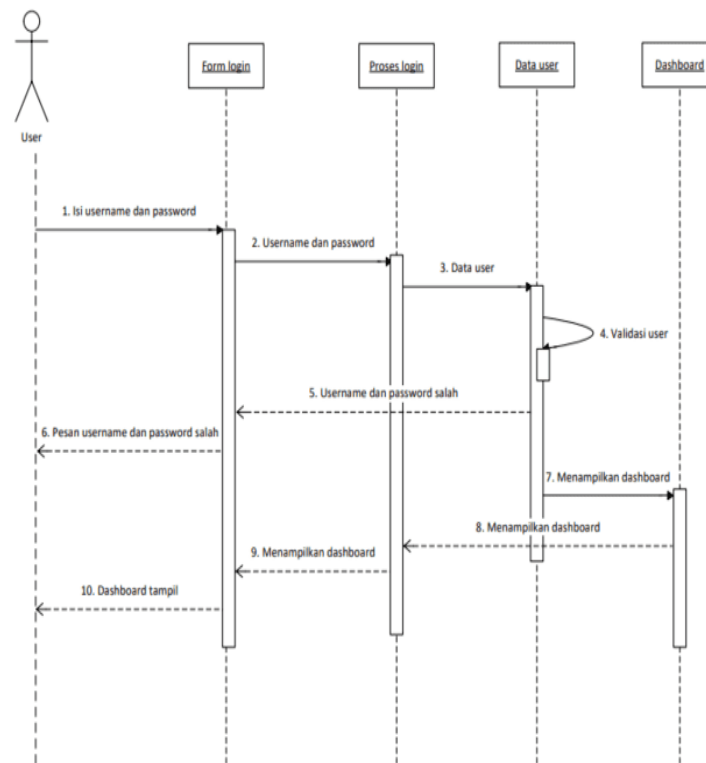 Form login
Proses login
Data user
Dashboard
User
1. Isi username dan password
2. Username dan password
3. Data user
4. Validasi user
5. Username dan password salah
6. Pesan username dan password salah
7. Menampilkan dashboard
8. Menampilkan dashboard
9. Menampilkan dashboard
10. Dashboard tampil